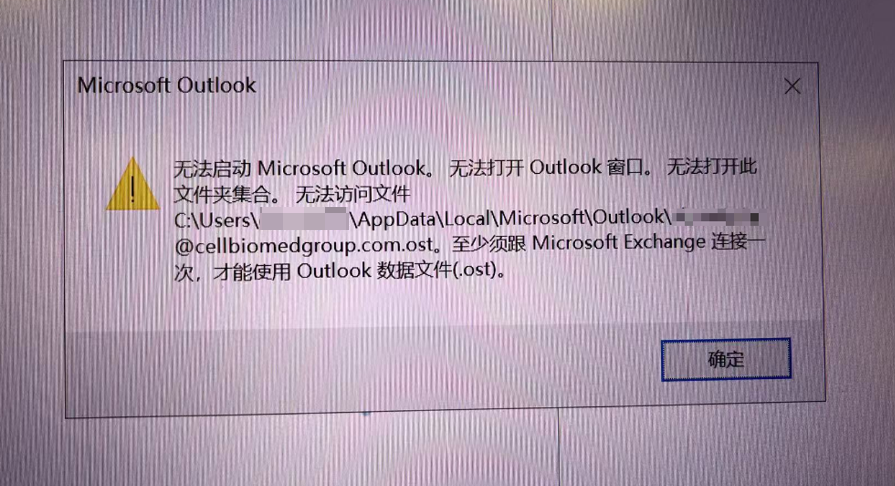 Microsoft Outlook
无法启动 Microsoft Outlook。 无法打开 Outlook 窗口。 无法打开此
文件夹集合。 无法访问文件
C:\Users\ \AppData\Local\Microsoft\Outlook\
@cellbiomedgroup.com.ost。至少须跟 Microsoft Exchange 连接一
次，才能使用 Outlook 数据文件(.ost)。
确定